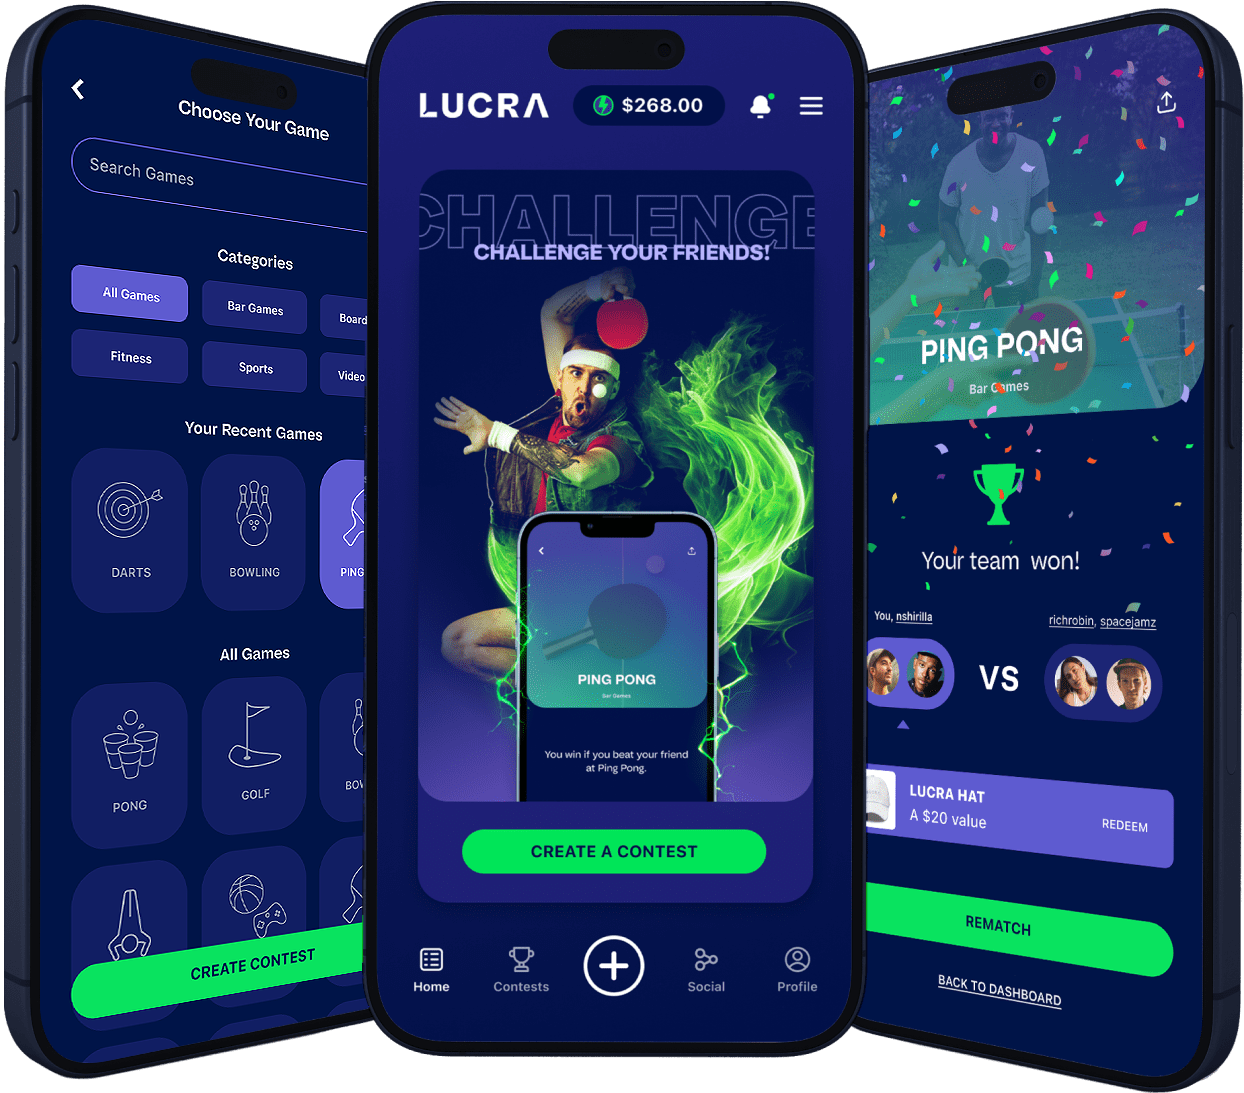 Choose Your Game
Search Games
Categories
All Games
Bar Games
Board
Fitness
Sports
Video
Your Recent Games
DARTS
BOWLING
PING
All Games
PONG
GOLF
BOW
CREATE CONTEST
LUCRA
$268.00
CHALLENGE
CHALLENGE YOUR FRIENDS!
PING PONG
Bar Games
You win if you beat your friend
at Ping Pong.
CREATE A CONTEST
Home
Contests
Social
Profile
PING PONG
Bar Games
Your team won!
You, nshirilla
richrobin, spacejamz
VS
LUCRA HAT
A $20 value
REDEEM
REMATCH
BACK TO DASHBOARD